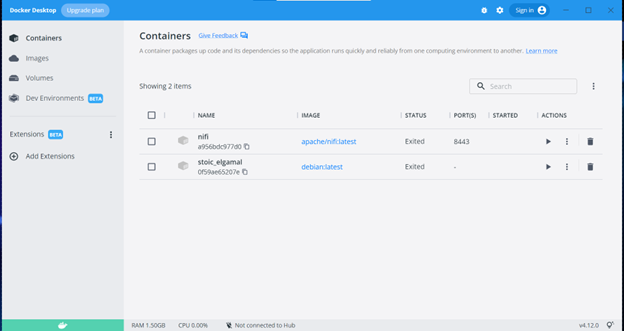 Docker Desktop Upgrade plan Sign in
Containers
Images
Volumes
Dev Environments BETA
Extensions BETA
Add Extensions
Containers Give Feedback
A container packages up code and its dependencies so the application runs quickly and reliably from one computing environment to another. Learn more
Showing 2 items Search
NAME IMAGE STATUS PORT(S) STARTED ACTIONS
nifi
a956bdc977d0 apache/nifi:latest Exited 8443
stoic_elgamal
0f59ae65207e debian:latest Exited -
RAM 1.50GB CPU 0.00% Not connected to Hub v4.12.0